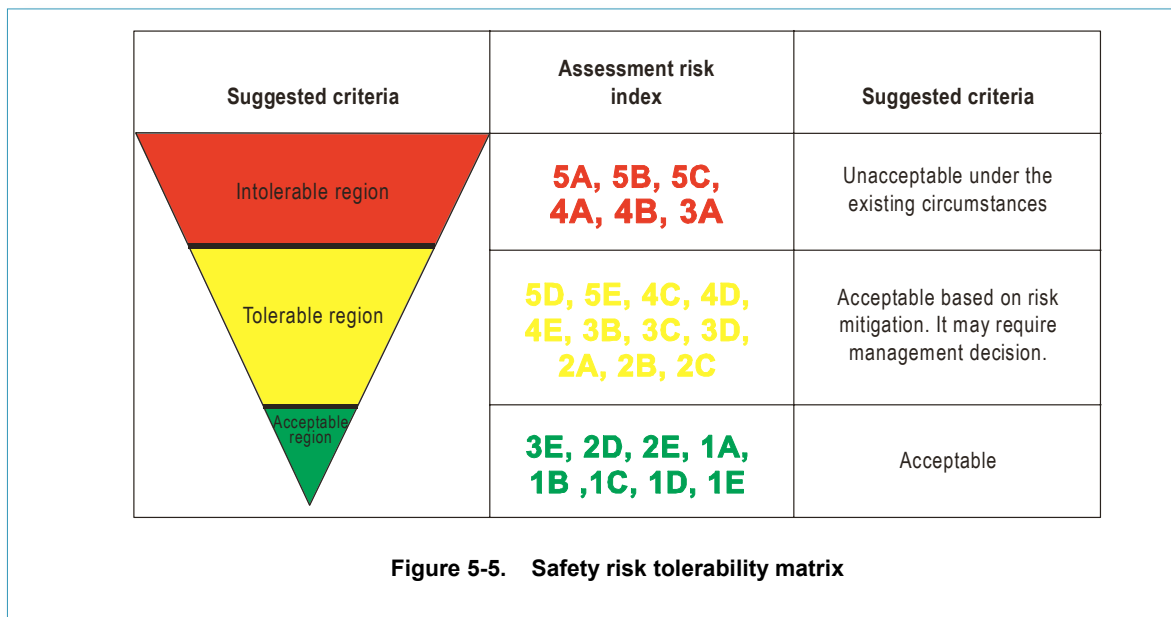 Suggested criteria
Assessment risk
index
Suggested criteria
Intolerable region
5A, 5B, 5C,
4A, 4B, 3A
Unacceptable under the
existing circumstances
Tolerable region
5D, 5E, 4C, 4D,
4E, 3B, 3C, 3D,
2A, 2B, 2C
Acceptable based on risk
mitigation. It may require
management decision.
Acceptable
region
3E, 2D, 2E, 1A,
1B ,1C, 1D, 1E
Acceptable
Figure 5-5. Safety risk tolerability matrix